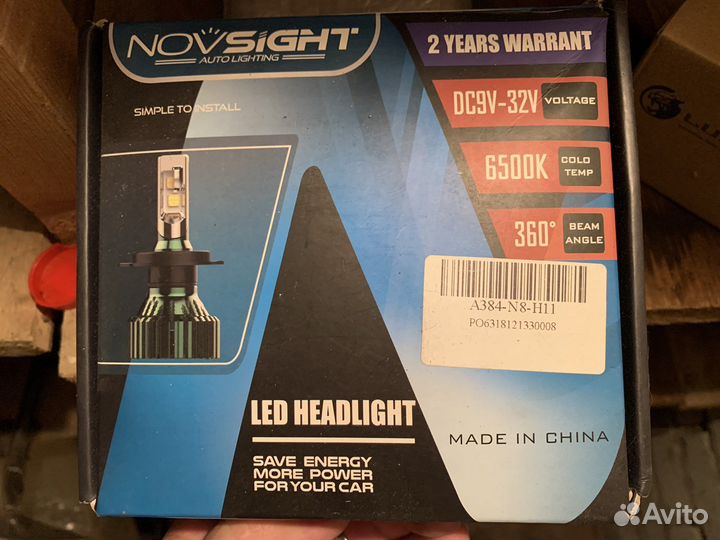 NOVSIGHT
AUTO LIGHTING
SIMPLE TO INSTALL
2 YEARS WARRANT
DC9V-32V VOLTAGE
6500K COLD TEMP
360° BEAM ANGLE
A384-N8-H11
PO6318121330008
LED HEADLIGHT
SAVE ENERGY
MORE POWER
FOR YOUR CAR
MADE IN CHINA
Avito